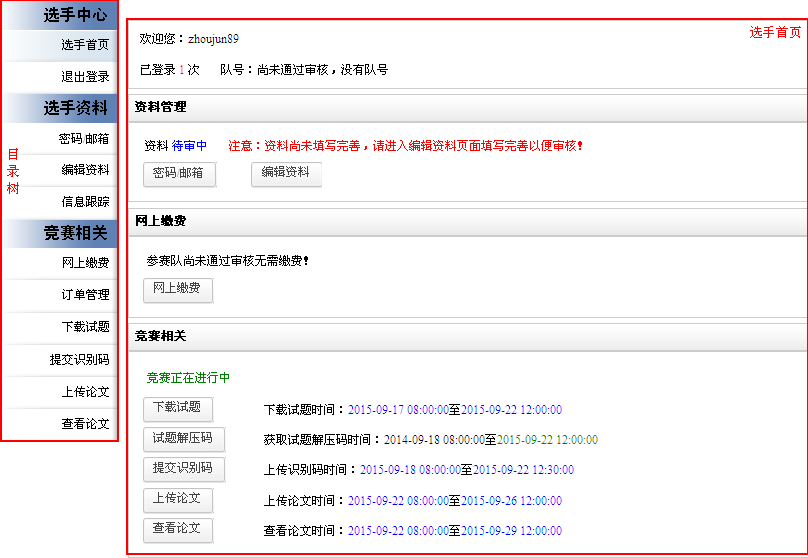 选手中心
选手首页
退出登录
选手资料
密码/邮箱
编辑资料
信息跟踪
竞赛相关
网上缴费
订单管理
下载试题
提交识别码
上传论文
查看论文
目录树
选手首页
欢迎您：zhoujun89
已登录 1 次 队号：尚未通过审核，没有队号
资料管理
资料 待审中 注意：资料尚未填写完善，请进入编辑资料页面填写完善以便审核！
密码/邮箱 编辑资料
网上缴费
参赛队尚未通过审核无需缴费！
网上缴费
竞赛相关
竞赛正在进行中
下载试题 下载试题时间：2015-09-17 08:00:00至2015-09-22 12:00:00
试题解压码 获取试题解压码时间：2014-09-18 08:00:00至2015-09-22 12:00:00
提交识别码 上传识别码时间：2015-09-18 08:00:00至2015-09-22 12:30:00
上传论文 上传论文时间：2015-09-22 08:00:00至2015-09-26 12:00:00
查看论文 查看论文时间：2015-09-22 08:00:00至2015-09-29 12:00:00